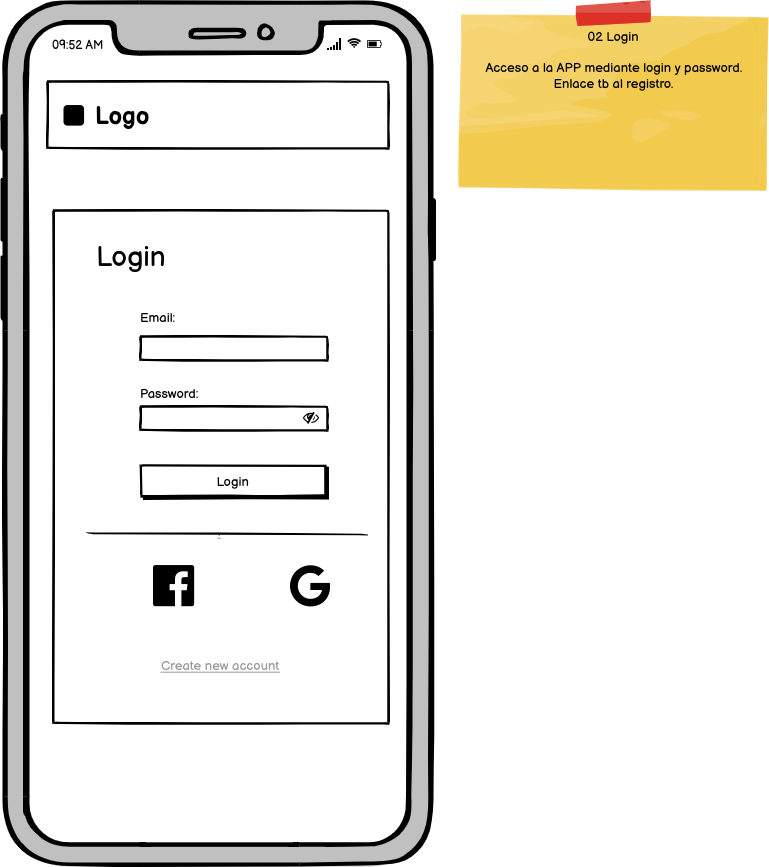 09:52 AM
Logo
Login
Email:
Password:
Login
Create new account
02 Login
Acceso a la APP mediante login y password.
Enlace tb al registro.